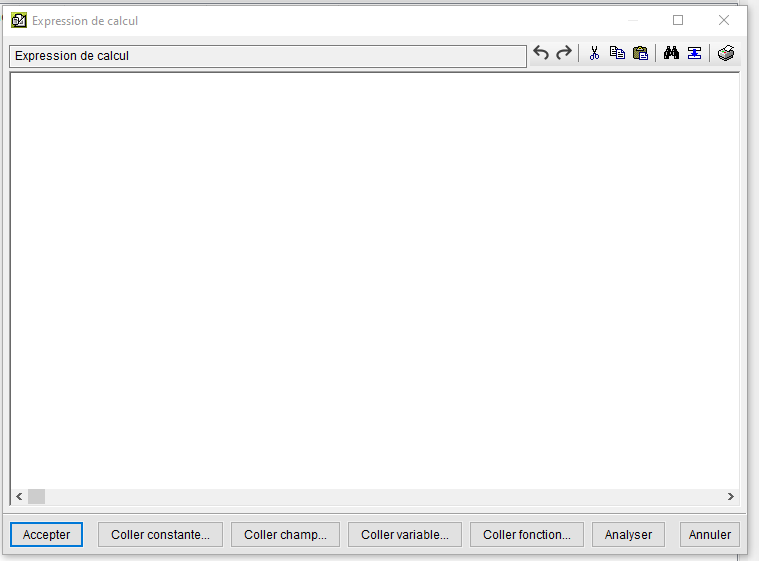 Expression de calcul
Expression de calcul
Accepter Coller constante... Coller champ... Coller variable... Coller fonction... Analyser Annuler